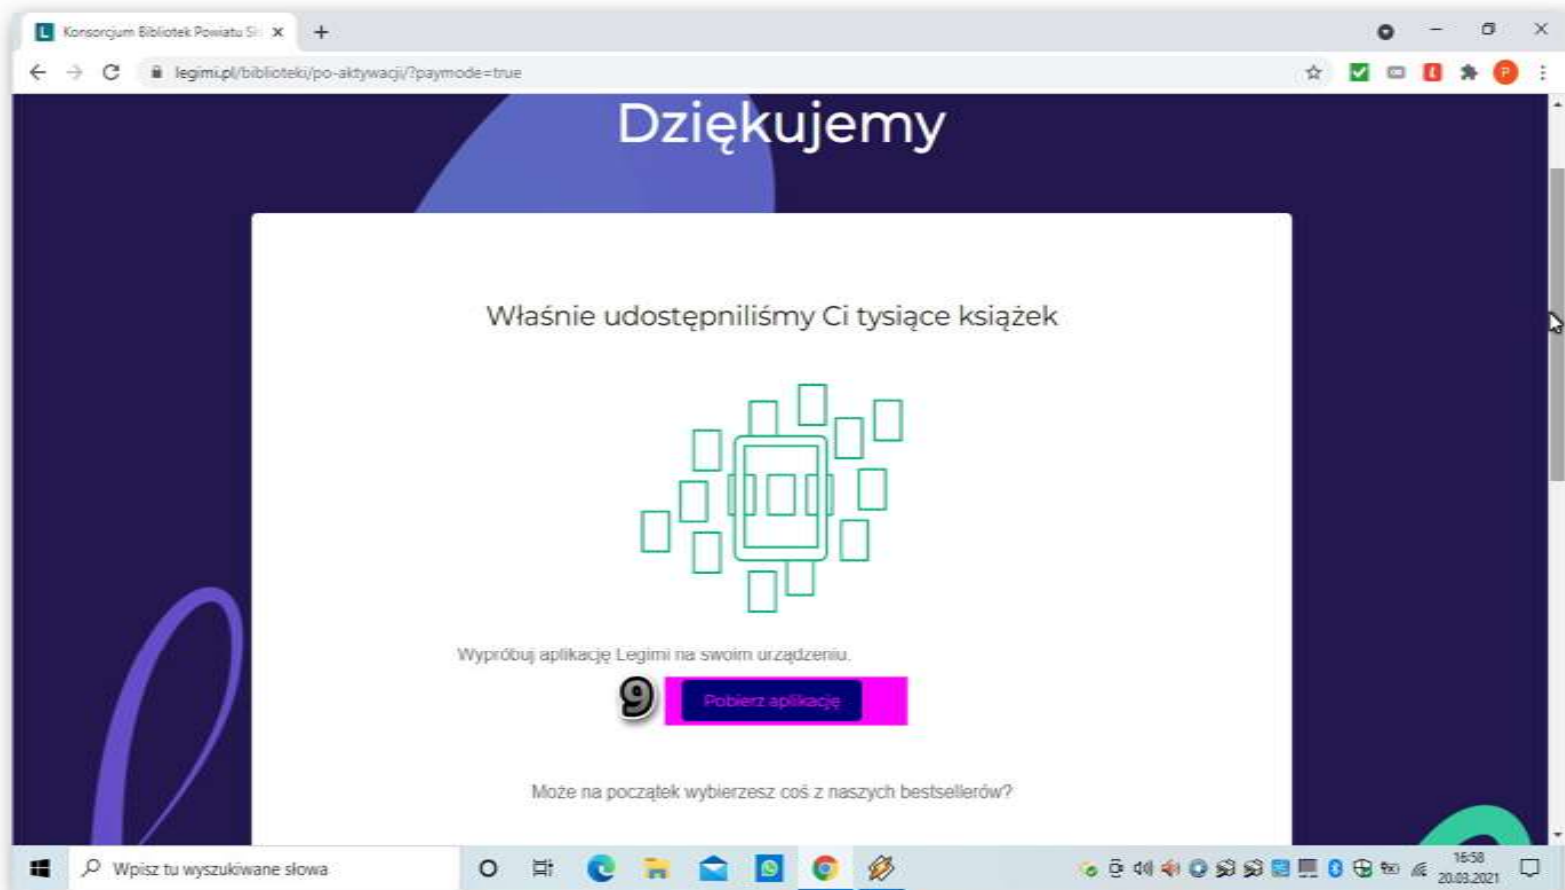 L Konsorcjum Bibliotek Powiatu Sł
legimi.pl/biblioteki/po-aktywacji/?paymode=true
P
Dziękujemy
Właśnie udostępniliśmy Ci tysiące książek
Wypróbuj aplikację Legimi na swoim urządzeniu.
9 Pobierz aplikację
Może na początek wybierzesz coś z naszych bestsellerów?
Wpisz tu wyszukiwane słowa
16:58
20.03.2021